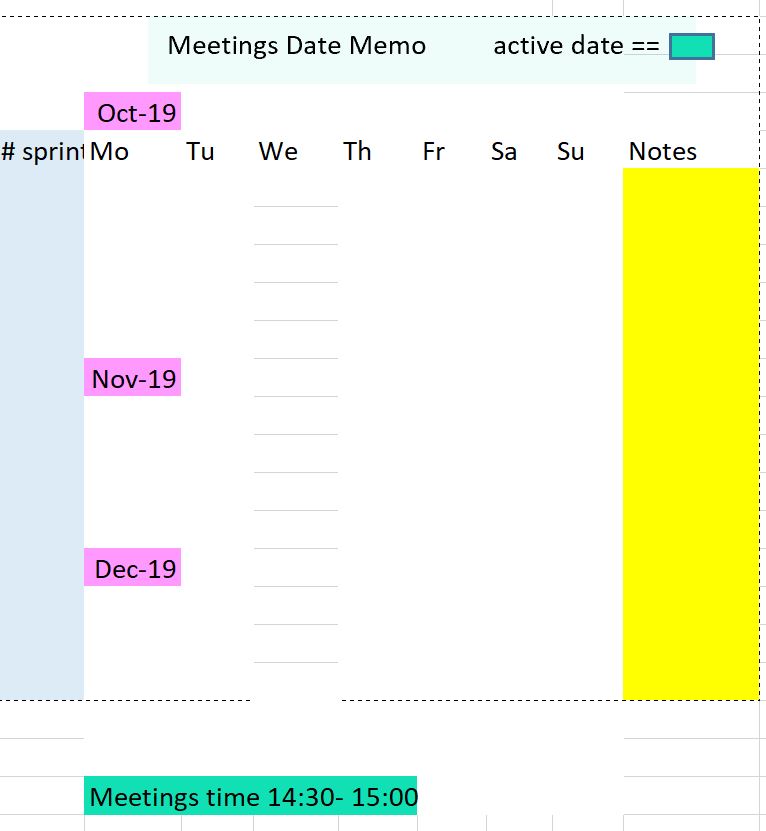 Meetings Date Memo active date ==
Oct-19
# sprint Mo Tu We Th Fr Sa Su Notes
Nov-19
Dec-19
Meetings time 14:30- 15:00